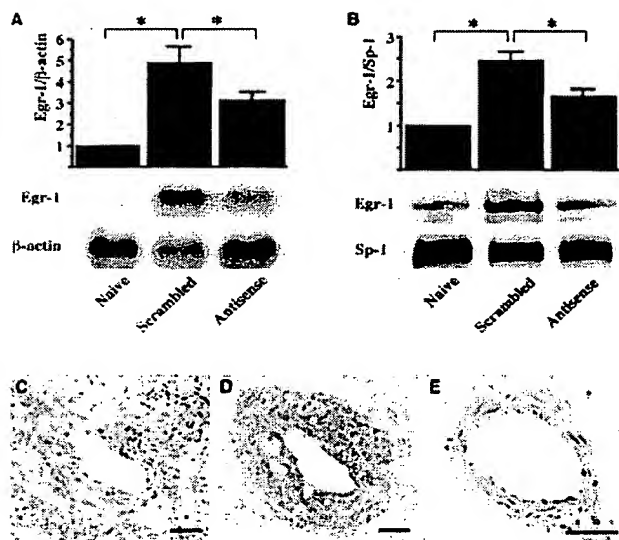 A
Egr-1/β-actin
6
5
4
3
2
1
* *
Egr-1
β-actin
Naive
Scrambled
Antisense
B
Egr-1/Sp-1
3
2
1
* *
Egr-1
Sp-1
Naive
Scrambled
Antisense
C
D
E